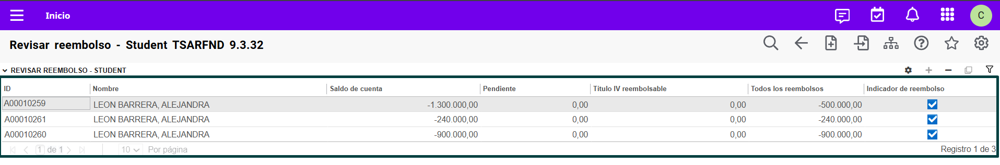 Inicio
C
Revisar reembolso - Student TSARFND 9.3.32
REVISAR REEMBOLSO - STUDENT
ID Nombre Saldo de cuenta Pendiente Título IV reembolsable Todos los reembolsos Indicador de reembolso
A00010259 LEON BARRERA, ALEJANDRA -1.300.000,00 0,00 0,00 -500.000,00
A00010261 LEON BARRERA, ALEJANDRA -240.000,00 0,00 0,00 -240.000,00
A00010260 LEON BARRERA, ALEJANDRA -900.000,00 0,00 0,00 -900.000,00
1 de 1 10 Por página Registro 1 de 3